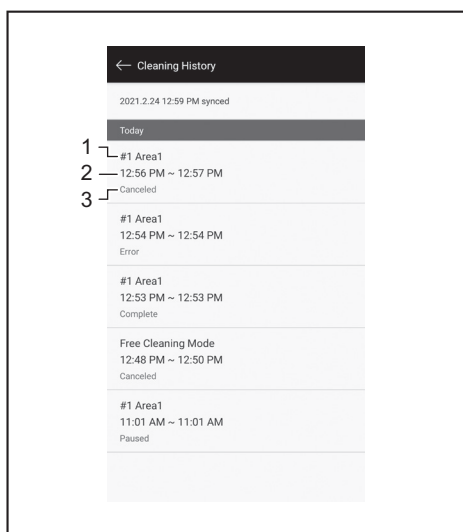 ← Cleaning History
2021.2.24 12:59 PM synced
Today
1
#1 Area1
2
12:56 PM ~ 12:57 PM
3
Canceled
#1 Area1
12:54 PM ~ 12:54 PM
Error
#1 Area1
12:53 PM ~ 12:53 PM
Complete
Free Cleaning Mode
12:48 PM ~ 12:50 PM
Canceled
#1 Area1
11:01 AM ~ 11:01 AM
Paused